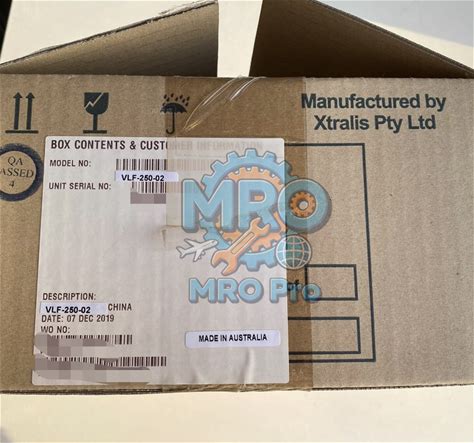 Manufactured by
Xtralis Pty Ltd
QA
PASSED
4
BOX CONTENTS & CUSTOMER INFORMATION
MODEL NO:
VLF-250-02
UNIT SERIAL NO:
MRO
MRO Pro
DESCRIPTION:
VLF-250-02 CHINA
DATE: 07 DEC 2019
WO NO:
MADE IN AUSTRALIA